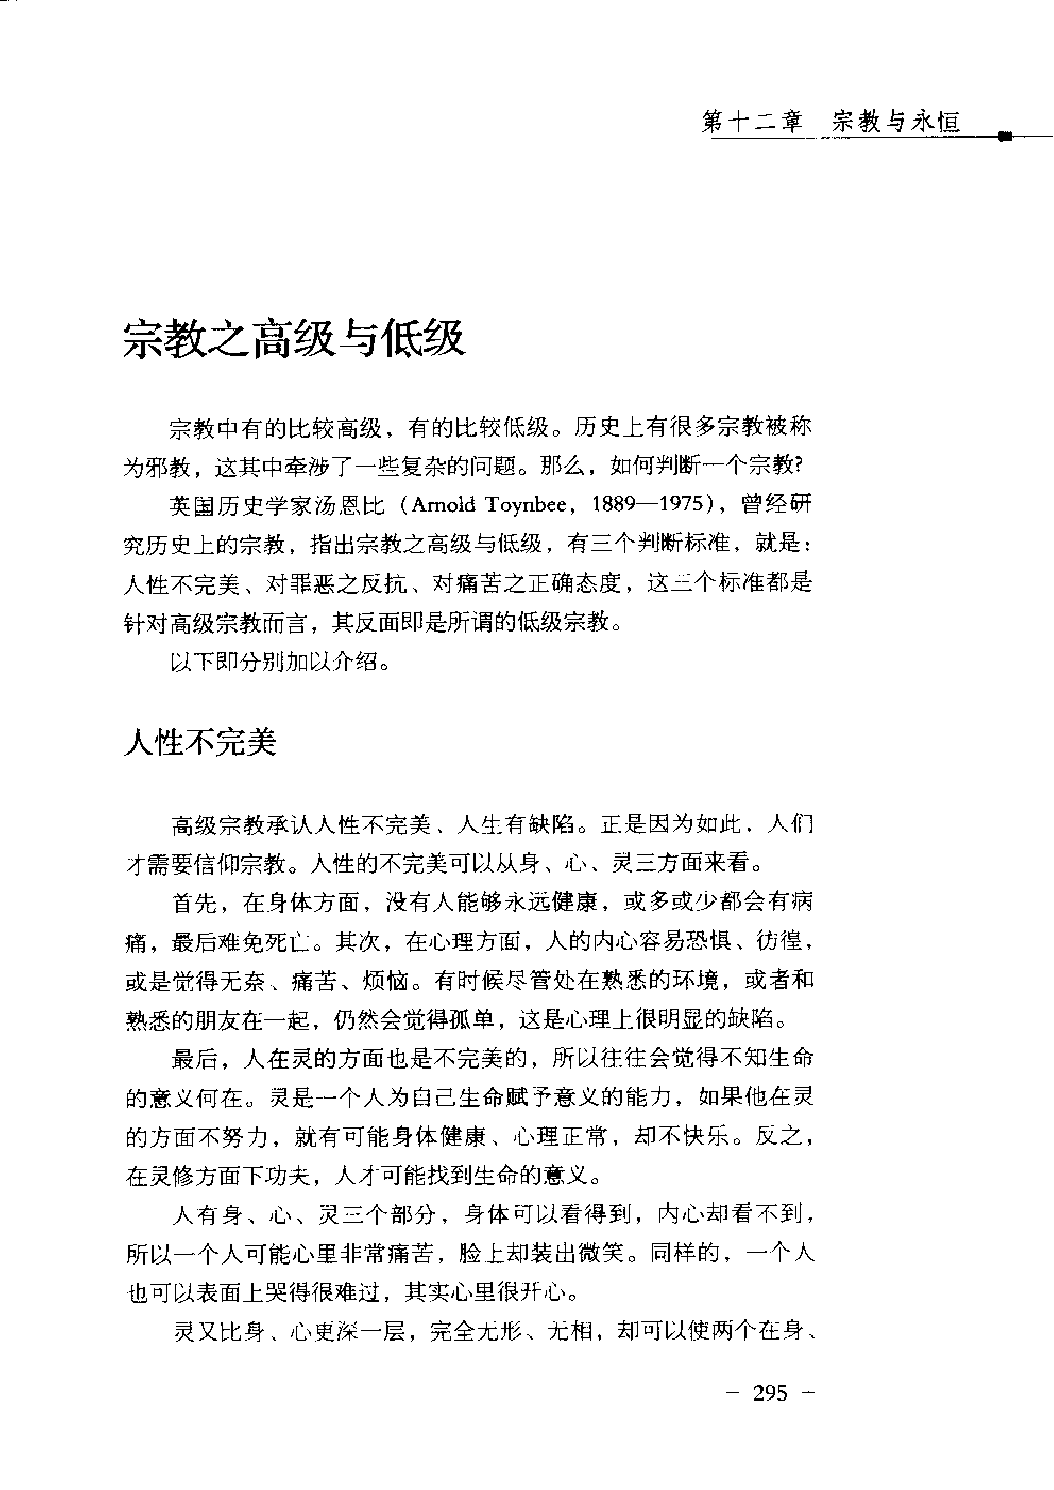 第十二章 宗教与永恒
宗教之高级与低级
宗教中有的比较高级，有的比较低级。历史上有很多宗教被称
为邪教，这其中牵涉了一些复杂的问题。那么，如何判断一个宗教？
英国历史学家汤恩比（Arnold Toynbee，1889—1975），曾经研
究历史上的宗教，指出宗教之高级与低级，有三个判断标准，就是：
人性不完美、对罪恶之反抗、对痛苦之正确态度，这三个标准都是
针对高级宗教而言，其反面即是所谓的低级宗教。
以下即分别加以介绍。
人性不完美
高级宗教承认人性不完美、人生有缺陷。正是因为如此，人们
才需要信仰宗教。人性的不完美可以从身、心、灵三方面来看。
首先，在身体方面，没有人能够永远健康，或多或少都会有病
痛，最后难免死亡。其次，在心理方面，人的内心容易恐惧、彷徨，
或是觉得无奈、痛苦、烦恼。有时候尽管处在熟悉的环境，或者和
熟悉的朋友在一起，仍然会觉得孤单，这是心理上很明显的缺陷。
最后，人在灵的方面也是不完美的，所以往往会觉得不知生命
的意义何在。灵是一个人为自己生命赋予意义的能力，如果他在灵
的方面不努力，就有可能身体健康、心理正常，却不快乐。反之，
在灵修方面下功夫，人才可能找到生命的意义。
人有身、心、灵三个部分，身体可以看得到，内心却看不到，
所以一个人可能心里非常痛苦，脸上却装出微笑。同样的，一个人
也可以表面上哭得很难过，其实心里很开心。
灵又比身、心更深一层，完全无形、无相，却可以使两个在身、
- 295 -